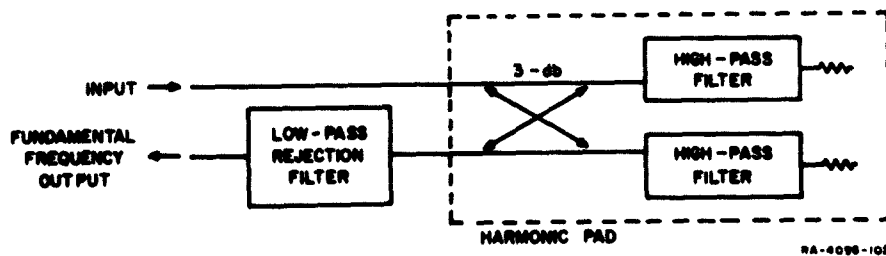 INPUT
FUNDAMENTAL
FREQUENCY
OUTPUT
LOW-PASS
REJECTION
FILTER
3-db
HIGH-PASS
FILTER
HIGH-PASS
FILTER
HARMONIC PAD